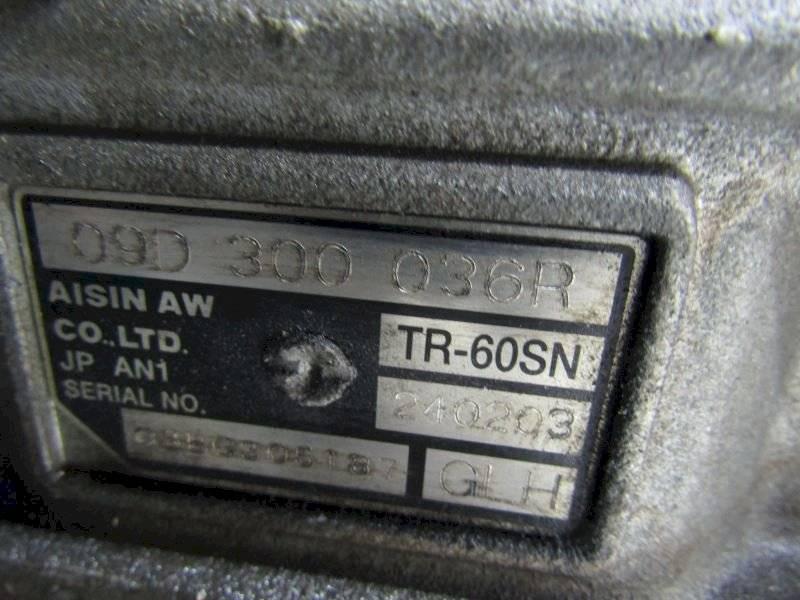 09D 300 036R
AISIN AW
CO.,LTD.
TR-60SN
JP AN1
240203
SERIAL NO.
GLH